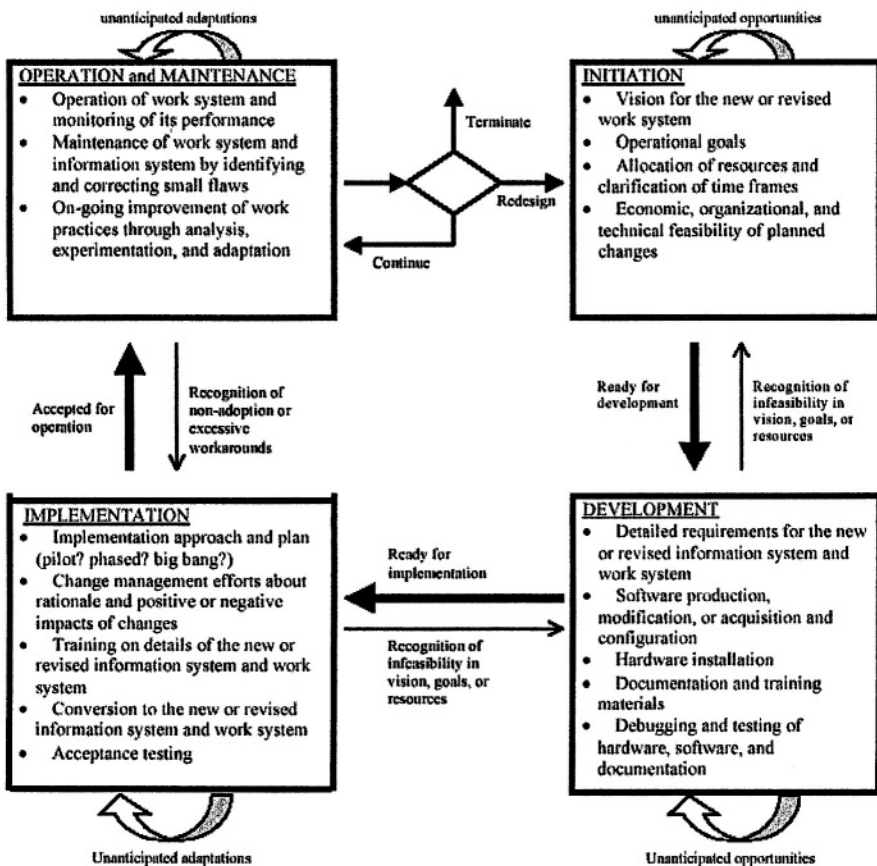 unanticipated adaptations
unanticipated opportunities
OPERATION and MAINTENANCE
• Operation of work system and
monitoring of its performance
• Maintenance of work system and
information system by identifying
and correcting small flaws
• On-going improvement of work
practices through analysis,
experimentation, and adaptation
Terminate
Redesign
Continue
INITIATION
• Vision for the new or revised
work system
• Operational goals
• Allocation of resources and
clarification of time frames
• Economic, organizational, and
technical feasibility of planned
changes
Accepted for
operation
Recognition of
non-adoption or
excessive
workarounds
Ready for
development
Recognition of
infeasibility in
vision, goals, or
resources
IMPLEMENTATION
• Implementation approach and plan
(pilot? phased? big bang?)
• Change management efforts about
rationale and positive or negative
impacts of changes
• Training on details of the new or
revised information system and work
system
• Conversion to the new or revised
information system and work system
• Acceptance testing
Ready for
implementation
Recognition of
infeasibility in
vision, goals, or
resources
DEVELOPMENT
• Detailed requirements for the new
or revised information system and
work system
• Software production,
modification, or acquisition and
configuration
• Hardware installation
• Documentation and training
materials
• Debugging and testing of
hardware, software, and
documentation
Unanticipated adaptations
Unanticipated opportunities